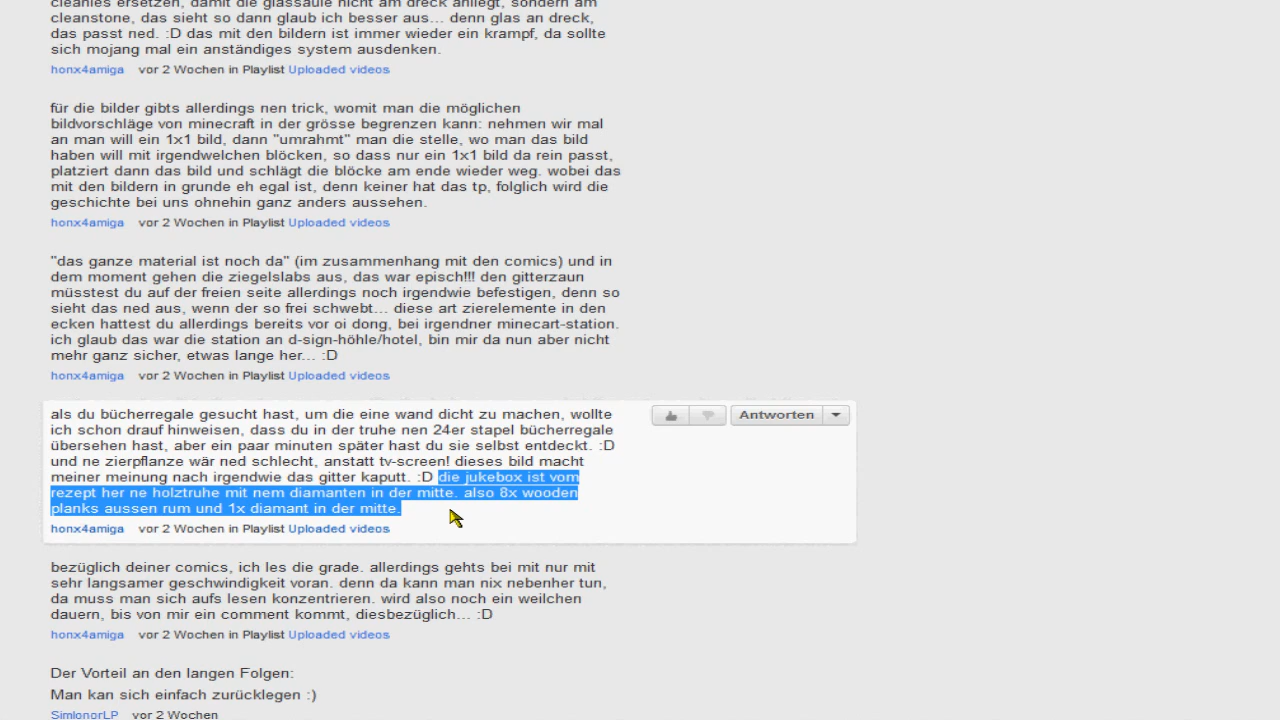 cleanies ersetzen, damit die glassäule nicht am dreck anliegt, sondern am
cleanstone, das sieht so dann glaub ich besser aus... denn glas an dreck,
das passt ned. :D das mit den bildern ist immer wieder ein krampf, da sollte
sich mojang mal ein anständiges system ausdenken.
honx4amiga vor 2 Wochen in Playlist Uploaded videos
für die bilder gibts allerdings nen trick, womit man die möglichen
bildvorschläge von minecraft in der grösse begrenzen kann: nehmen wir mal
an man will ein 1x1 bild, dann "umrahmt" man die stelle, wo man das bild
haben will mit irgendwelchen blöcken, so dass nur ein 1x1 bild da rein passt,
platziert dann das bild und schlägt die blöcke am ende wieder weg. wobei das
mit den bildern in grunde eh egal ist, denn keiner hat das tp, folglich wird die
geschichte bei uns ohnehin ganz anders aussehen.
honx4amiga vor 2 Wochen in Playlist Uploaded videos
"das ganze material ist noch da" (im zusammenhang mit den comics) und in
dem moment gehen die ziegelslabs aus, das war episch!!! den gitterzaun
müsstest du auf der freien seite allerdings noch irgendwie befestigen, denn so
sieht das ned aus, wenn der so frei schwebt... diese art zierelemente in den
ecken hattest du allerdings bereits vor oi dong, bei irgendner minecart-station.
ich glaub das war die station an d-sign-höhle/hotel, bin mir da nun aber nicht
mehr ganz sicher, etwas lange her... :D
honx4amiga vor 2 Wochen in Playlist Uploaded videos
als du bücherregale gesucht hast, um die eine wand dicht zu machen, wollte
ich schon drauf hinweisen, dass du in der truhe nen 24er stapel bücherregale
übersehen hast, aber ein paar minuten später hast du sie selbst entdeckt. :D
und ne zierpflanze wär ned schlecht, anstatt tv-screen! dieses bild macht
meiner meinung nach irgendwie das gitter kaputt. :D die jukebox ist vom
rezept her ne holztruhe mit nem diamanten in der mitte. also 8x wooden
planks aussen rum und 1x diamant in der mitte.
Antworten
honx4amiga vor 2 Wochen in Playlist Uploaded videos
bezüglich deiner comics, ich les die grade. allerdings gehts bei mit nur mit
sehr langsamer geschwindigkeit voran. denn da kann man nix nebenher tun,
da muss man sich aufs lesen konzentrieren. wird also noch ein weilchen
dauern, bis von mir ein comment kommt, diesbezüglich... :D
honx4amiga vor 2 Wochen in Playlist Uploaded videos
Der Vorteil an den langen Folgen:
Man kan sich einfach zurücklegen :)
SimlonorLP vor 2 Wochen